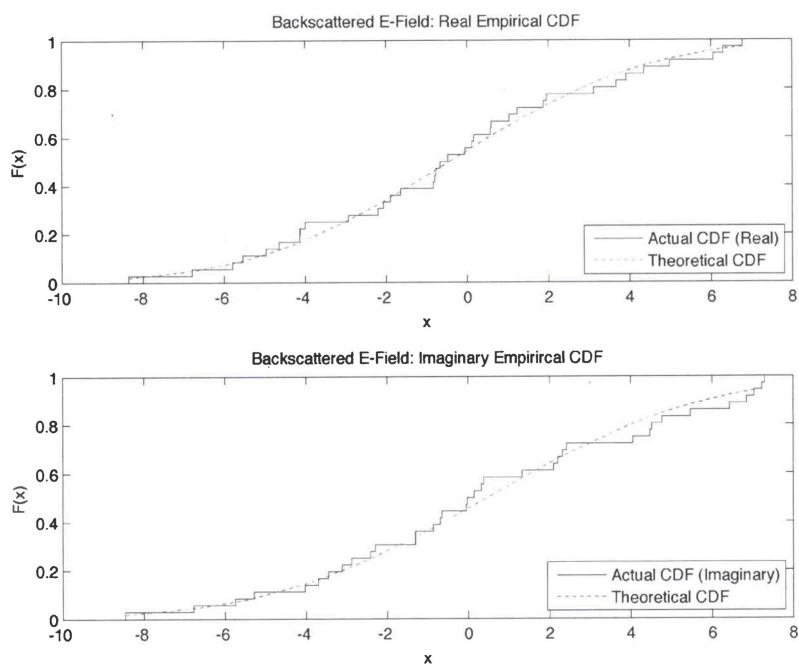 Backscattered E-Field: Real Empirical CDF
1
0.8
0.6
0.4
0.2
0
F(x)
-10 -8 -6 -4 -2 0 2 4 6 8
x
Actual CDF (Real)
Theoretical CDF
Backscattered E-Field: Imaginary Empirircal CDF
1
0.8
0.6
0.4
0.2
0
F(x)
-10 -8 -6 -4 -2 0 2 4 6 8
x
Actual CDF (Imaginary)
Theoretical CDF